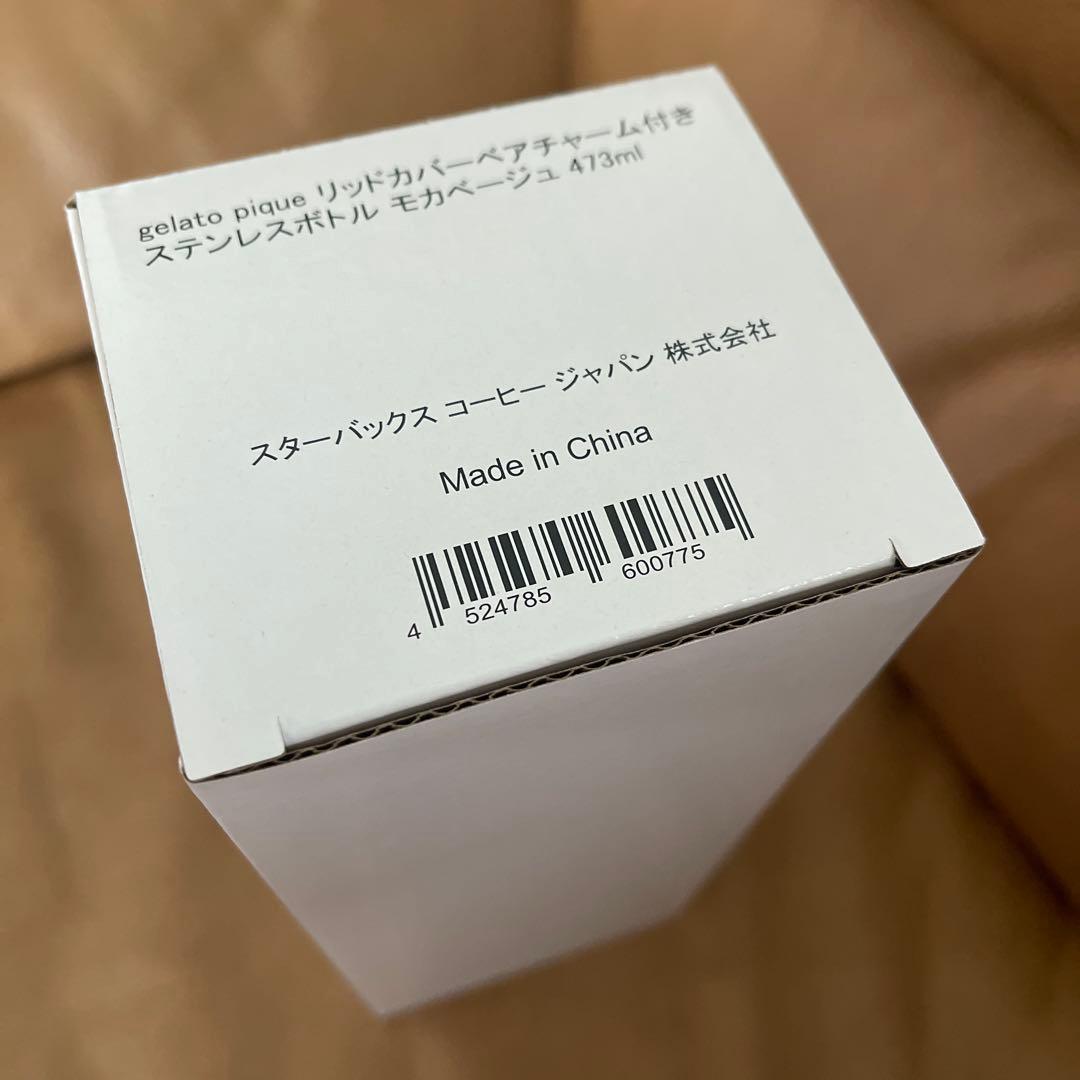 gelato pique リッドカバーベアチャーム付き
ステンレスボトル モカベージュ 473ml
スターバックス コーヒー ジャパン 株式会社
Made in China
4 524785 600775